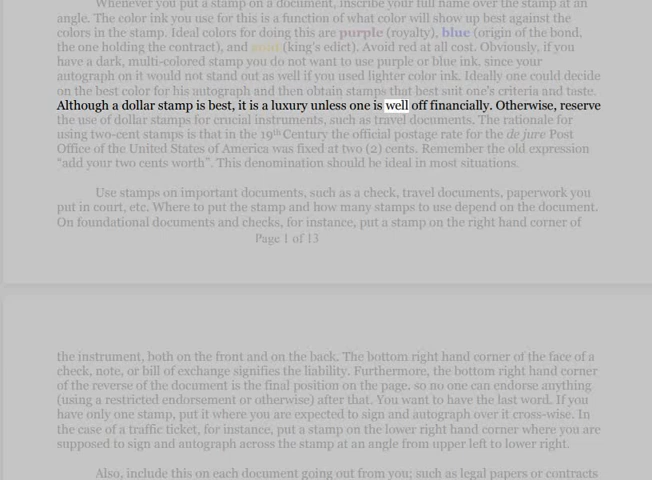 Whenever you put a stamp on a document, inscribe your full name over the stamp at an
angle. The color ink you use for this is a function of what color will show up best against the
colors in the stamp. Ideal colors for doing this are purple (royalty), blue (origin of the bond,
the one holding the contract), and gold (king's edict). Avoid red at all cost. Obviously, if you
have a dark, multi-colored stamp you do not want to use purple or blue ink, since your
autograph on it would not stand out as well if you used lighter color ink. Ideally one could decide
on the best color for his autograph and then obtain stamps that best suit one's criteria and taste.
Although a dollar stamp is best, it is a luxury unless one is well off financially. Otherwise, reserve
the use of dollar stamps for crucial instruments, such as travel documents. The rationale for
using two-cent stamps is that in the 19th Century the official postage rate for the de jure Post
Office of the United States of America was fixed at two (2) cents. Remember the old expression
“add your two cents worth”. This denomination should be ideal in most situations.
Use stamps on important documents, such as a check, travel documents, paperwork you
put in court, etc. Where to put the stamp and how many stamps to use depend on the document.
On foundational documents and checks, for instance, put a stamp on the right hand corner of
Page 1 of 13
the instrument, both on the front and on the back. The bottom right hand corner of the face of a
check, note, or bill of exchange signifies the liability. Furthermore, the bottom right hand corner
of the reverse of the document is the final position on the page, so no one can endorse anything
(using a restricted endorsement or otherwise) after that. You want to have the last word. If you
have only one stamp, put it where you are expected to sign and autograph over it cross-wise. In
the case of a traffic ticket, for instance, put a stamp on the lower right hand corner where you are
supposed to sign and autograph across the stamp at an angle from upper left to lower right.
Also, include this on each document going out from you; such as legal papers or contracts